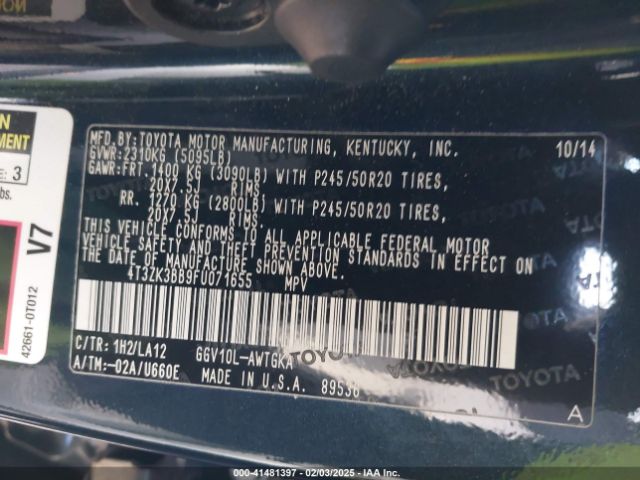 MFD.BY:TOYOTA MOTOR MANUFACTURING, KENTUCKY, INC. 10/14
GVWR:2310KG (5095LB)
GAWR:FRT. 1400 KG (3090LB) WITH P245/50R20 TIRES,
20X7.5J RIMS.
RR. 1270 KG (2800LB) WITH P245/50R20 TIRES,
20X7.5J RIMS.
THIS VEHICLE CONFORMS TO ALL APPLICABLE FEDERAL MOTOR
VEHICLE SAFETY AND THEFT PREVENTION STANDARDS IN EFFECT ON
THE DATE OF MANUFACTURE SHOWN ABOVE.
4T3ZK3BB9FU071655 MPV
C/TR: 1H2/LA12 GGV10L-AWTGKA
A/TM:-02A/U660E MADE IN U.S.A. 89538
A
3
lbs.
V7
42661-0T012
000-41481397 - 02/03/2025 - IAA Inc.